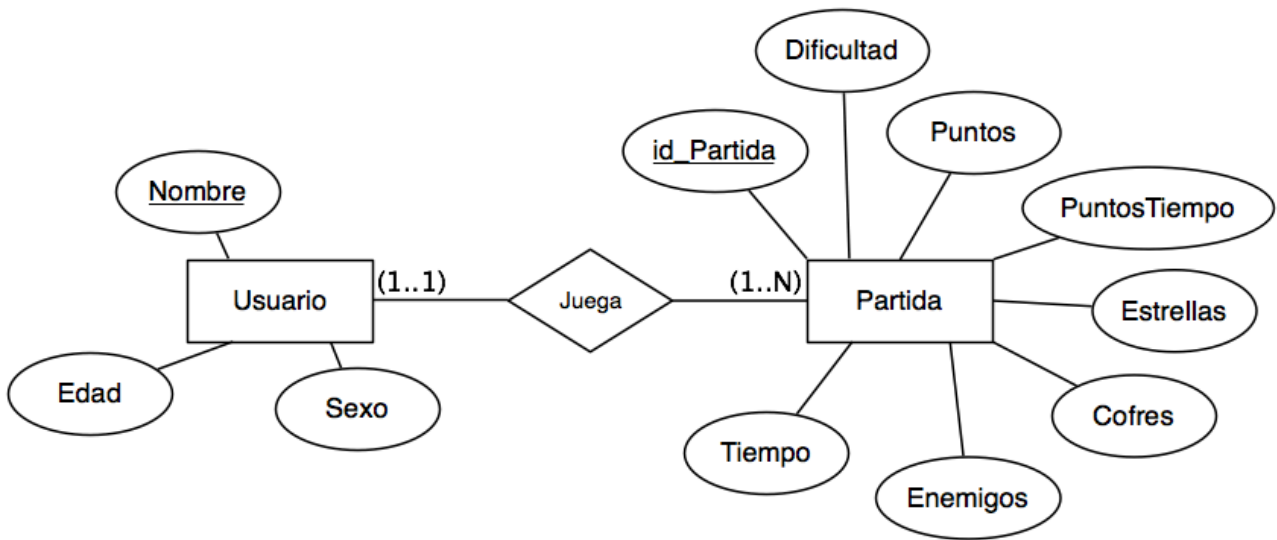 Dificultad
Puntos
id_Partida
Nombre
PuntosTiempo
(1..1)
(1..N)
Usuario
Juega
Partida
Estrellas
Edad
Sexo
Cofres
Tiempo
Enemigos